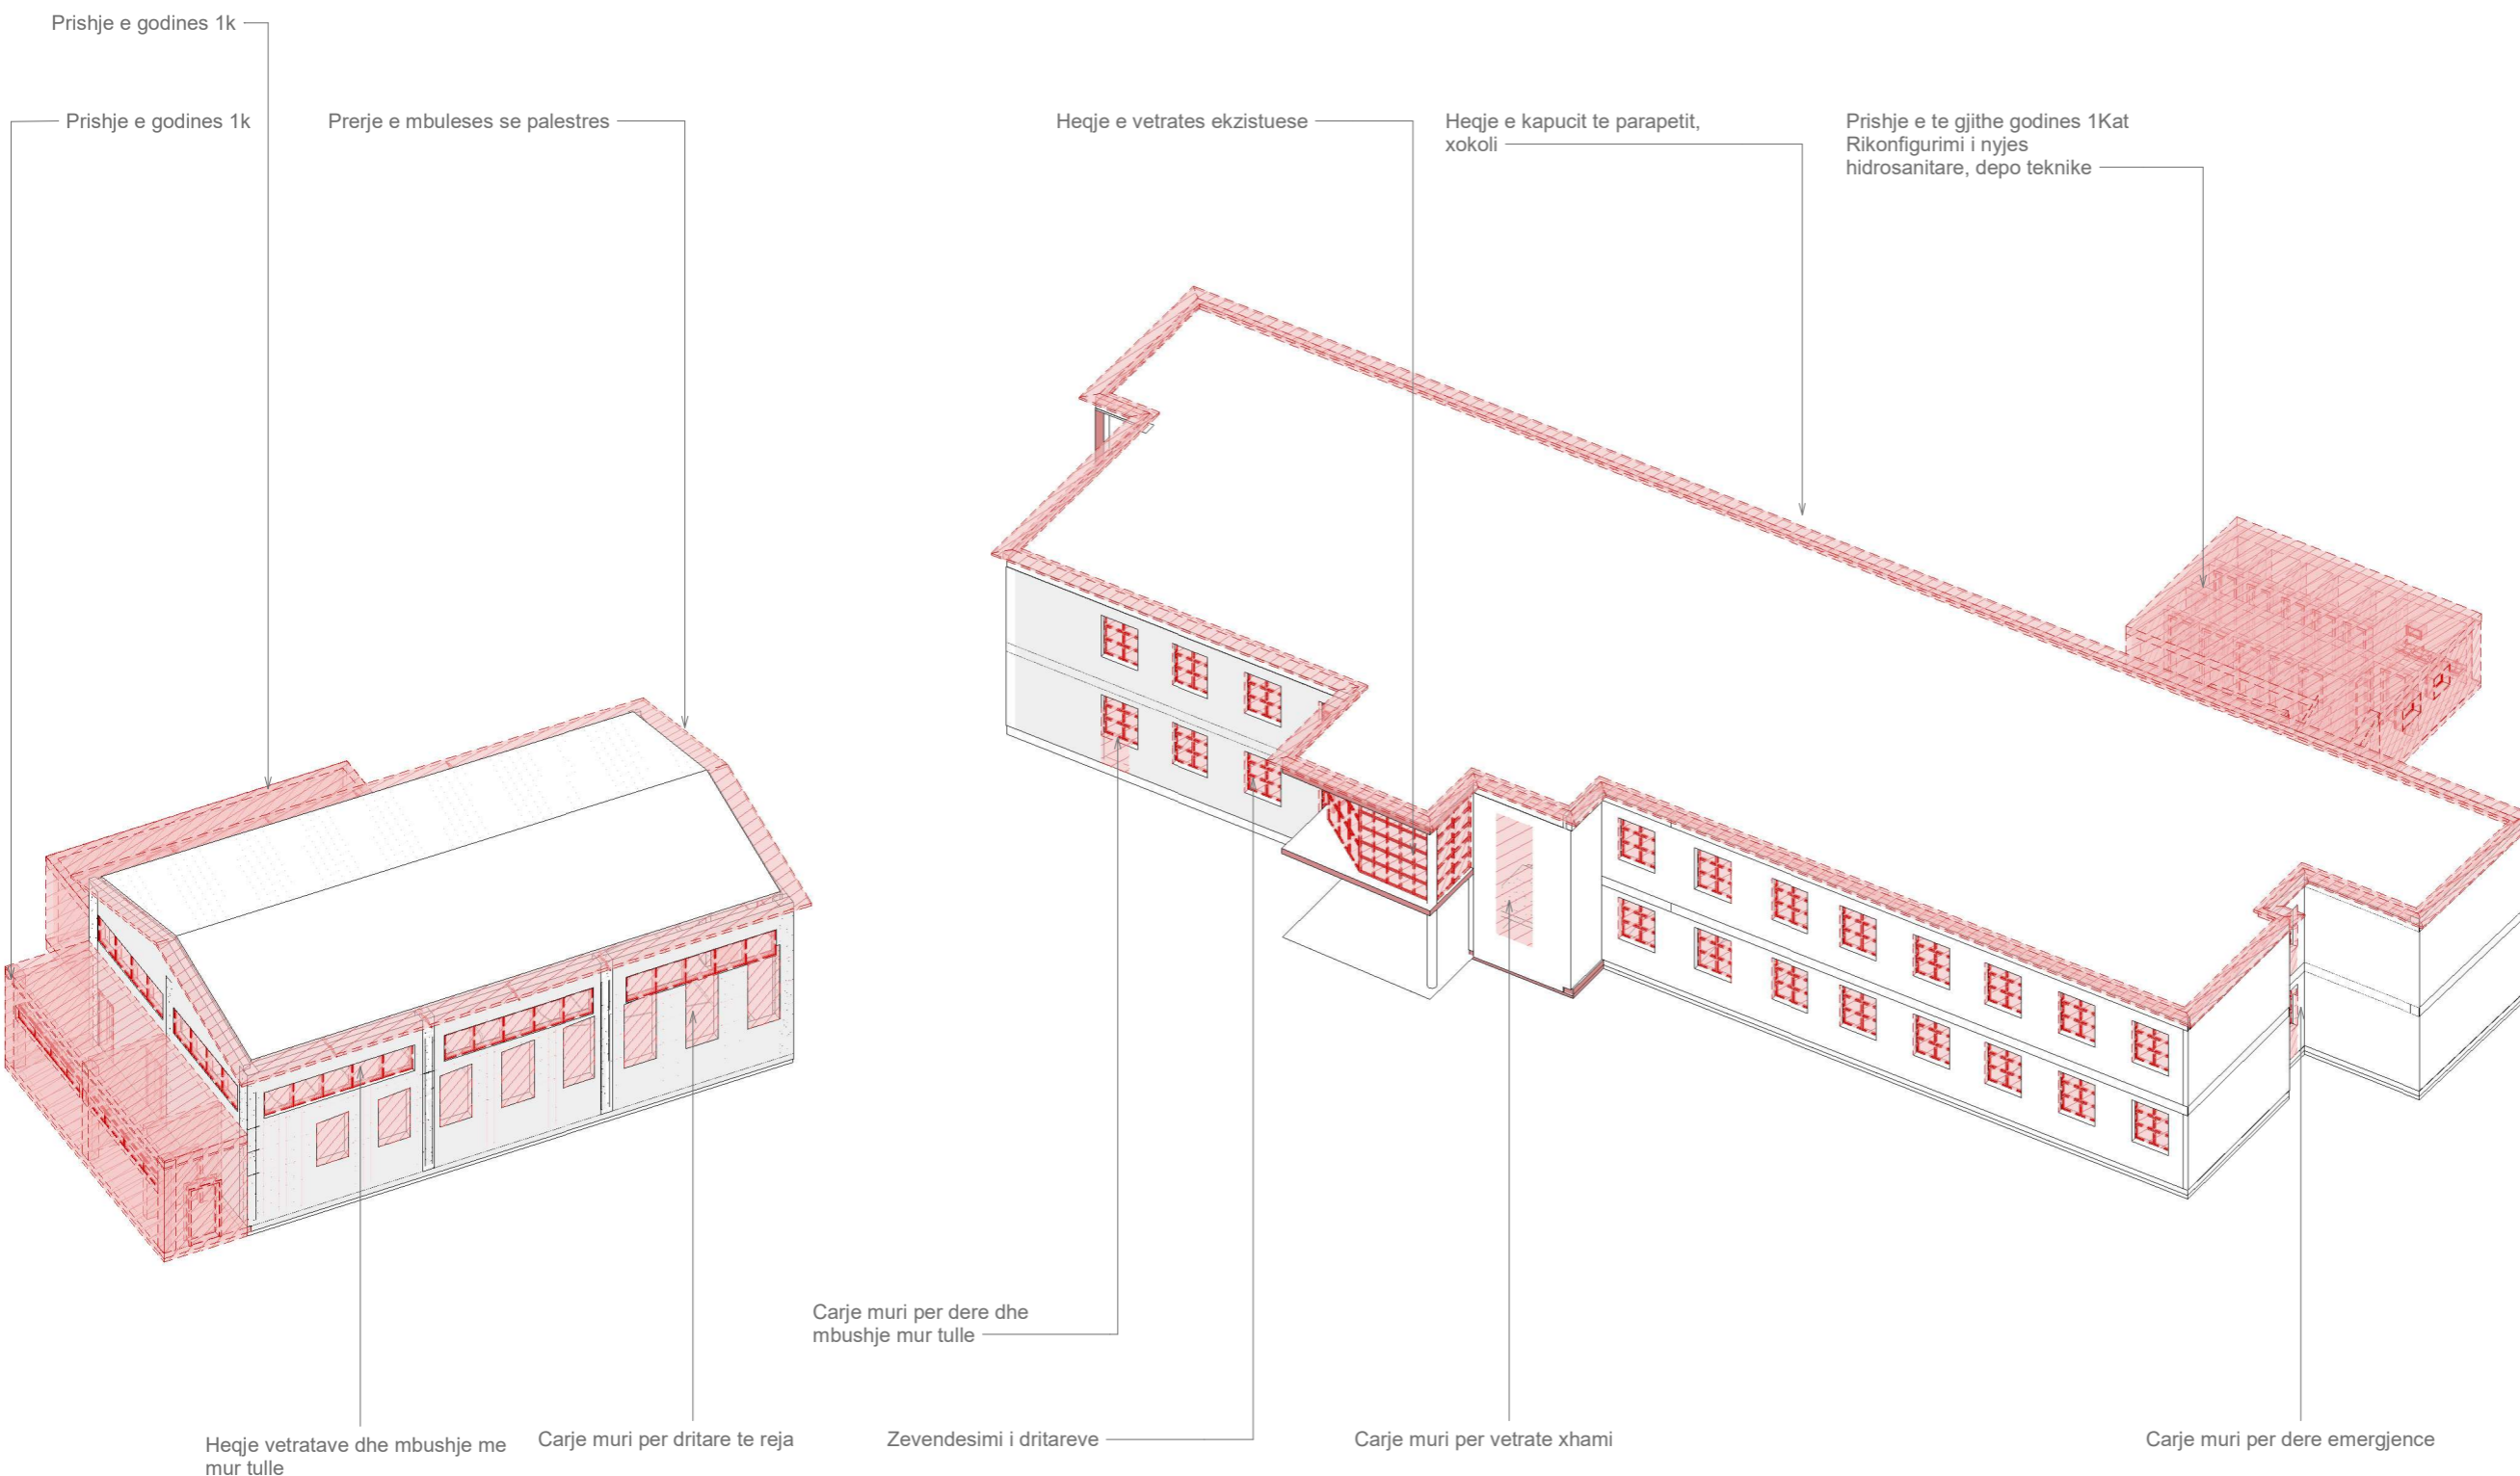 Prishje e godines 1k
Prishje e godines 1k
Prerje e mbuleses se palestres
Heqje e vetrates ekzistuese
Heqje e kapucit te parapetit,
xokoli
Prishje e te gjithe godines 1Kat
Rikonfigurimi i nyjes
hidrosanitare, depo teknike
Carje muri per dere dhe
mbushje mur tulle
Heqje vetratave dhe mbushje me
mur tulle
Carje muri per dritare te reja
Zevendesimi i dritareve
Carje muri per vetrate xhami
Carje muri per dere emergjence